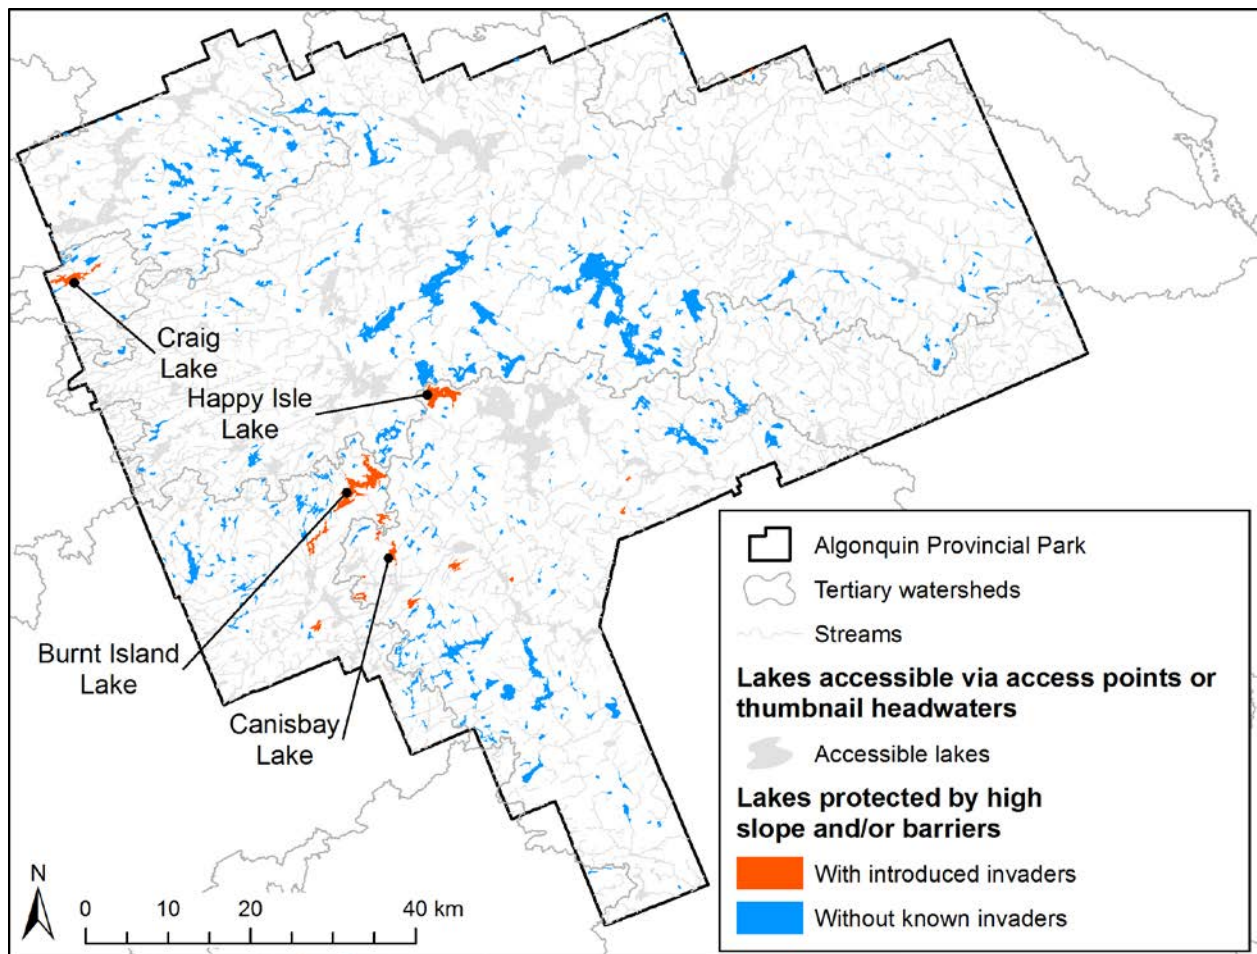 Craig
Lake
Happy Isle
Lake
Burnt Island
Lake
Canisbay
Lake
N
0 10 20 40 km
Algonquin Provincial Park
Tertiary watersheds
Streams
Lakes accessible via access points or
thumbnail headwaters
Accessible lakes
Lakes protected by high
slope and/or barriers
With introduced invaders
Without known invaders